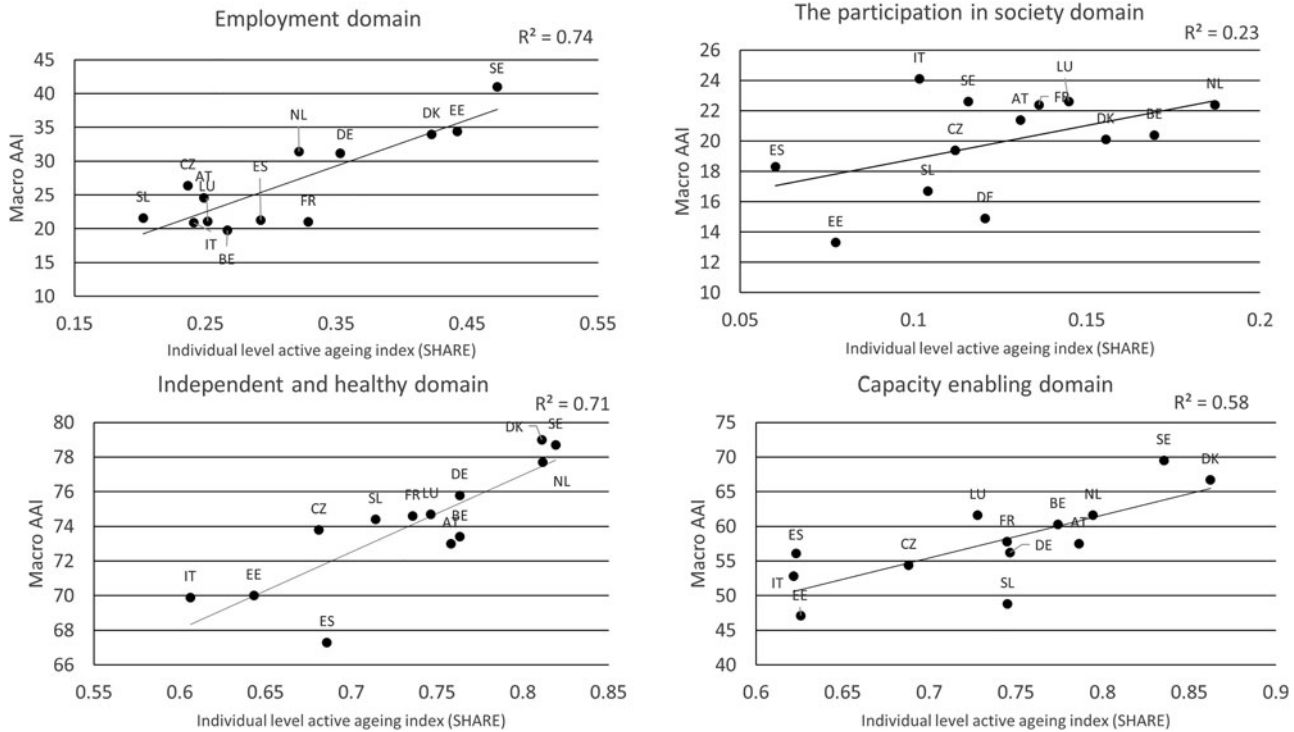 Employment domain
R² = 0.74
Macro AAI
45
40
35
30
25
20
15
10
SE
EE
DK
NL
DE
ES
CZ
AT
LU
SL
FR
IT
BE
0.15
0.25
0.35
0.45
0.55
Individual level active ageing index (SHARE)
The participation in society domain
R² = 0.23
Macro AAI
26
24
22
20
18
16
14
12
10
IT
SE
LU
AT
FR
NL
CZ
DK
BE
ES
SL
DE
EE
0.05
0.1
0.15
0.2
Individual level active ageing index (SHARE)
Independent and healthy domain
R² = 0.71
Macro AAI
80
78
76
74
72
70
68
66
DK
SE
NL
DE
CZ
SL
FR
LU
BE
AT
IT
EE
ES
0.55
0.6
0.65
0.7
0.75
0.8
0.85
Individual level active ageing index (SHARE)
Capacity enabling domain
R² = 0.58
Macro AAI
75
70
65
60
55
50
45
40
SE
DK
LU
BE
NL
FR
AT
ES
CZ
DE
IT
EE
SL
0.6
0.65
0.7
0.75
0.8
0.85
0.9
Individual level active ageing index (SHARE)